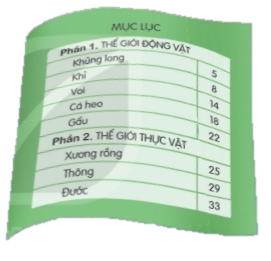 MỤC LỤC
Phần 1. THẾ GIỚI ĐỘNG VẬT
Khủng long 5
Khỉ 8
Voi 14
Cá heo 18
Gấu 22
Phần 2. THẾ GIỚI THỰC VẬT
Xương rồng 25
Thông 29
Đước 33